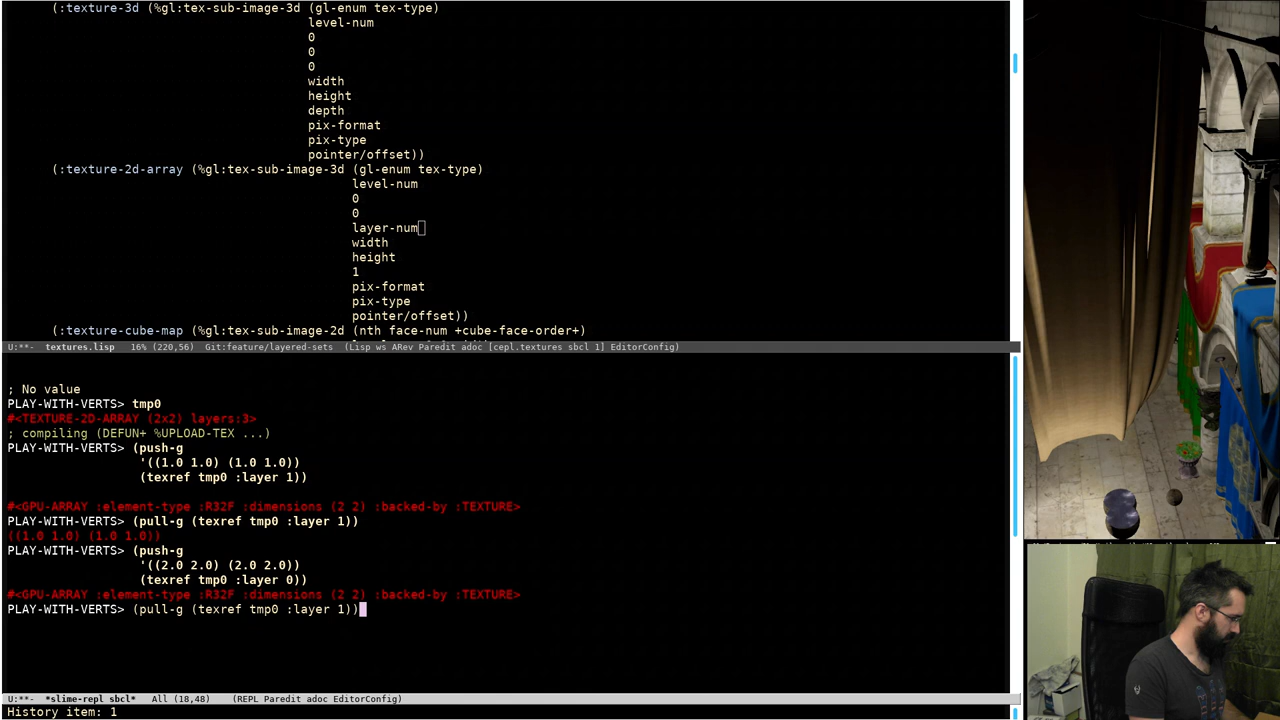 (:texture-3d (%gl:tex-sub-image-3d (gl-enum tex-type)
level-num
0
0
0
width
height
depth
pix-format
pix-type
pointer/offset))
(:texture-2d-array (%gl:tex-sub-image-3d (gl-enum tex-type)
level-num
0
0
layer-num
width
height
1
pix-format
pix-type
pointer/offset))
(:texture-cube-map (%gl:tex-sub-image-2d (nth face-num +cube-face-order+)
U:**-  textures.lisp   16% (220,56)  Git:feature/layered-sets  (Lisp ws ARev Paredit adoc [cepl.textures sbcl 1] EditorConfig)
; No value
PLAY-WITH-VERTS> tmp0
#<TEXTURE-2D-ARRAY (2x2) layers:3>
; compiling (DEFUN+ %UPLOAD-TEX ...)
PLAY-WITH-VERTS> (push-g
'((1.0 1.0) (1.0 1.0))
(texref tmp0 :layer 1))
#<GPU-ARRAY :element-type :R32F :dimensions (2 2) :backed-by :TEXTURE>
PLAY-WITH-VERTS> (pull-g (texref tmp0 :layer 1))
((1.0 1.0) (1.0 1.0))
PLAY-WITH-VERTS> (push-g
'((2.0 2.0) (2.0 2.0))
(texref tmp0 :layer 0))
#<GPU-ARRAY :element-type :R32F :dimensions (2 2) :backed-by :TEXTURE>
PLAY-WITH-VERTS> (pull-g (texref tmp0 :layer 1))
U:**-  *slime-repl sbcl*   All (18,48)    (REPL Paredit adoc EditorConfig)
History item: 1